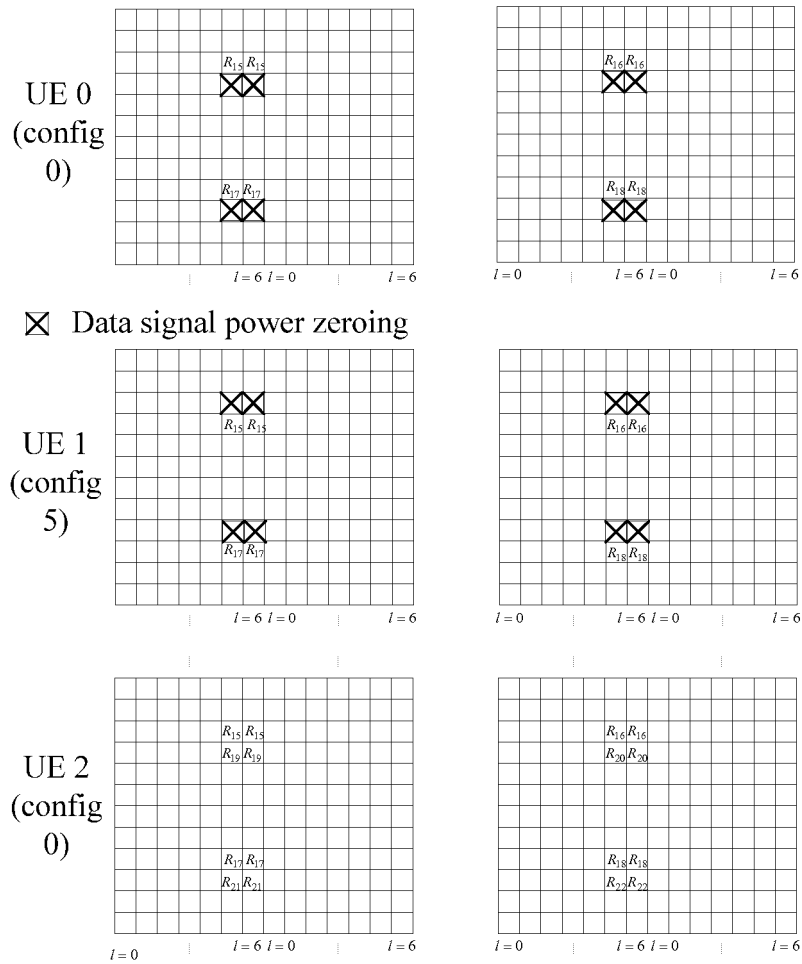 R15 R15
R16 R16
UE 0
(config
0)
R17 R17
R18 R18
l = 6 l = 0
l = 6
l = 0
l = 6 l = 0
l = 6
Data signal power zeroing
UE 1
(config
5)
R15 R15
R16 R16
R17 R17
R18 R18
l = 6 l = 0
l = 6
l = 0
l = 6 l = 0
l = 6
UE 2
(config
0)
R15 R15
R19 R19
R16 R16
R20 R20
R17 R17
R21 R21
R18 R18
R22 R22
l = 0
l = 6 l = 0
l = 6
l = 0
l = 6 l = 0
l = 6